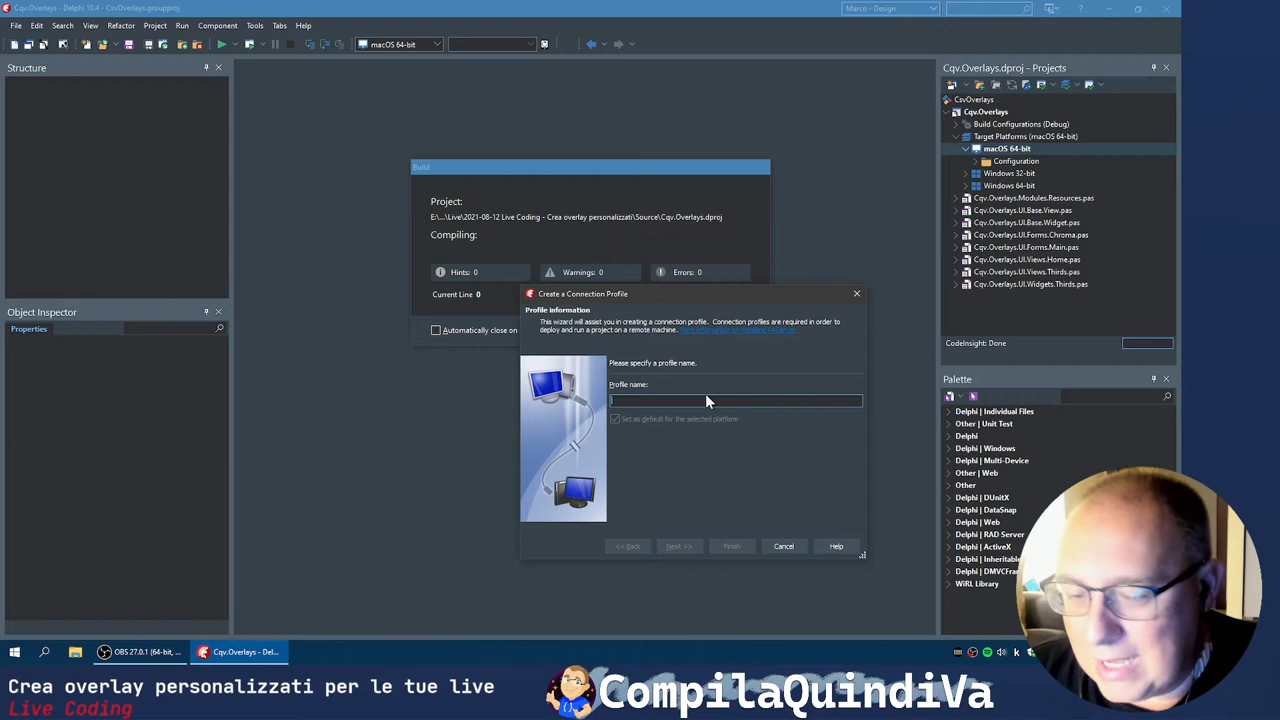 Cqv.Overlays - Delphi 10.4 - CsvOverlays.groupproj
Marco - Design
File Edit Search View Refactor Project Run Component Tools Tabs Help
macOS 64-bit
Structure
Object Inspector
Properties
Build
Project:
E:\...\Live\2021-08-12 Live Coding - Crea overlay personalizzati\Source\Cqv.Overlays.dproj
Compiling:
Hints: 0
Warnings: 0
Errors: 0
Current Line 0
Automatically close on
Create a Connection Profile
Profile information
This wizard will assist you in creating a connection profile. Connection profiles are required in order to
deploy and run a project on a remote machine.
Please specify a profile name.
Profile name:
Set as default for the selected platform
<< Back
Next >>
Finish
Cancel
Help
Cqv.Overlays.dproj - Projects
CsvOverlays
Cqv.Overlays
Build Configurations (Debug)
Target Platforms (macOS 64-bit)
macOS 64-bit
Configuration
Windows 32-bit
Windows 64-bit
Cqv.Overlays.Modules.Resources.pas
Cqv.Overlays.UI.Base.View.pas
Cqv.Overlays.UI.Base.Widget.pas
Cqv.Overlays.UI.Forms.Chroma.pas
Cqv.Overlays.UI.Forms.Main.pas
Cqv.Overlays.UI.Views.Home.pas
Cqv.Overlays.UI.Views.Thirds.pas
Cqv.Overlays.UI.Widgets.Thirds.pas
CodeInsight: Done
Palette
Delphi | Individual Files
Other | Unit Test
Delphi
Delphi | Windows
Delphi | Multi-Device
Other | Web
Other
Delphi | DUnitX
Delphi | DataSnap
Delphi | Web
Delphi | RAD Server
Delphi | ActiveX
Delphi | Inheritable
Delphi | DMVCFram
WiRL Library
OBS 27.0.1 (64-bit, ...
Cqv.Overlays - Del...
Crea overlay personalizzati per le tue live
Live Coding
CompilaQuindiVa